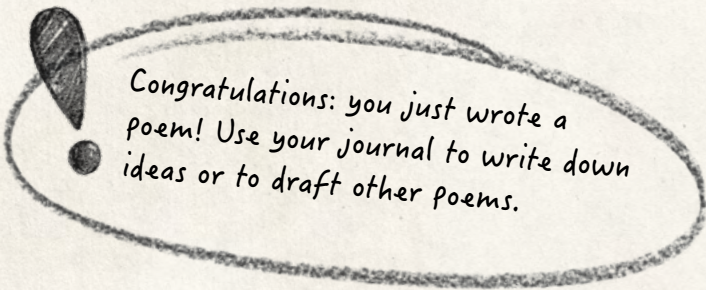 Congratulations: you just wrote a
poem! Use your journal to write down
ideas or to draft other poems.